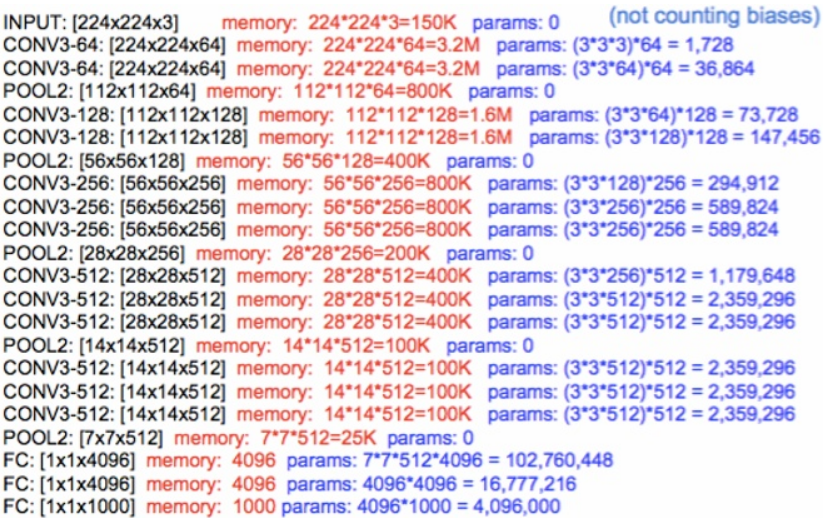 INPUT: [224x224x3] memory: 224*224*3=150K params: 0 (not counting biases)
CONV3-64: [224x224x64] memory: 224*224*64=3.2M params: (3*3*3)*64 = 1,728
CONV3-64: [224x224x64] memory: 224*224*64=3.2M params: (3*3*64)*64 = 36,864
POOL2: [112x112x64] memory: 112*112*64=800K params: 0
CONV3-128: [112x112x128] memory: 112*112*128=1.6M params: (3*3*64)*128 = 73,728
CONV3-128: [112x112x128] memory: 112*112*128=1.6M params: (3*3*128)*128 = 147,456
POOL2: [56x56x128] memory: 56*56*128=400K params: 0
CONV3-256: [56x56x256] memory: 56*56*256=800K params: (3*3*128)*256 = 294,912
CONV3-256: [56x56x256] memory: 56*56*256=800K params: (3*3*256)*256 = 589,824
CONV3-256: [56x56x256] memory: 56*56*256=800K params: (3*3*256)*256 = 589,824
POOL2: [28x28x256] memory: 28*28*256=200K params: 0
CONV3-512: [28x28x512] memory: 28*28*512=400K params: (3*3*256)*512 = 1,179,648
CONV3-512: [28x28x512] memory: 28*28*512=400K params: (3*3*512)*512 = 2,359,296
CONV3-512: [28x28x512] memory: 28*28*512=400K params: (3*3*512)*512 = 2,359,296
POOL2: [14x14x512] memory: 14*14*512=100K params: 0
CONV3-512: [14x14x512] memory: 14*14*512=100K params: (3*3*512)*512 = 2,359,296
CONV3-512: [14x14x512] memory: 14*14*512=100K params: (3*3*512)*512 = 2,359,296
CONV3-512: [14x14x512] memory: 14*14*512=100K params: (3*3*512)*512 = 2,359,296
POOL2: [7x7x512] memory: 7*7*512=25K params: 0
FC: [1x1x4096] memory: 4096 params: 7*7*512*4096 = 102,760,448
FC: [1x1x4096] memory: 4096 params: 4096*4096 = 16,777,216
FC: [1x1x1000] memory: 1000 params: 4096*1000 = 4,096,000